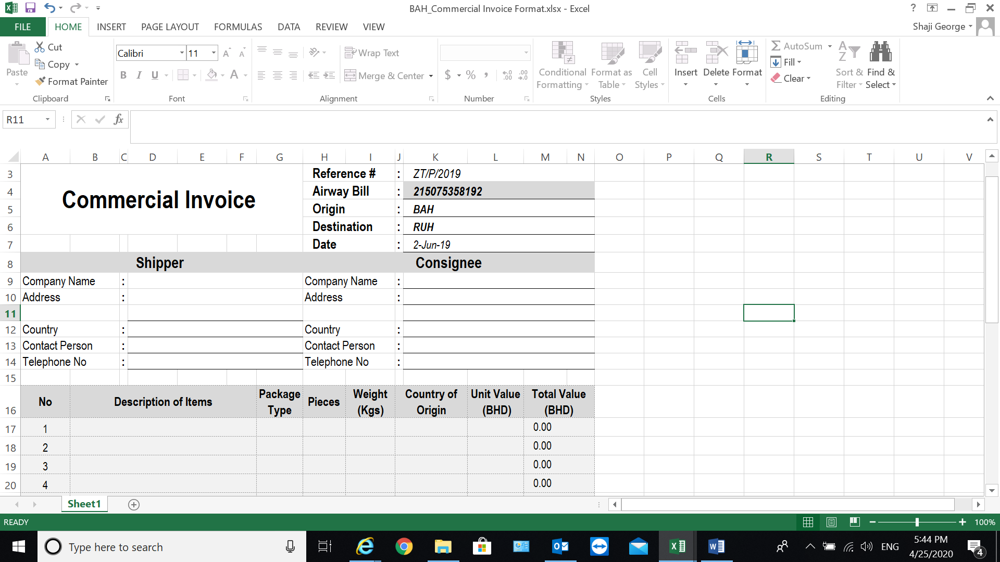 BAH_Commercial Invoice Format.xlsx - Excel
?
FILE HOME INSERT PAGE LAYOUT FORMULAS DATA REVIEW VIEW
Shaji George
Paste
Cut
Copy
Format Painter
Clipboard
Calibri 11
B I U
Font
Wrap Text
Merge & Center
Alignment
$ % ,
Number
Conditional Formatting
Format as Table
Cell Styles
Styles
Insert Delete Format
Cells
AutoSum
Fill
Clear
Sort & Filter
Find & Select
Editing
R11 fx
A B C D E F G H I J K L M N O P Q R S T U V
3 Reference # : ZT/P/2019
Commercial Invoice
4 Airway Bill : 215075358192
5 Origin : BAH
6 Destination : RUH
7 Date : 2-Jun-19
8 Shipper Consignee
9 Company Name : Company Name :
10 Address : Address :
11
12 Country : Country :
13 Contact Person : Contact Person :
14 Telephone No : Telephone No :
15
16 No Description of Items Package Type Pieces Weight (Kgs) Country of Origin Unit Value (BHD) Total Value (BHD)
17 1 0.00
18 2 0.00
19 3 0.00
20 4 0.00
Sheet1
READY 100%
Type here to search
ENG
5:44 PM
4/25/2020
4